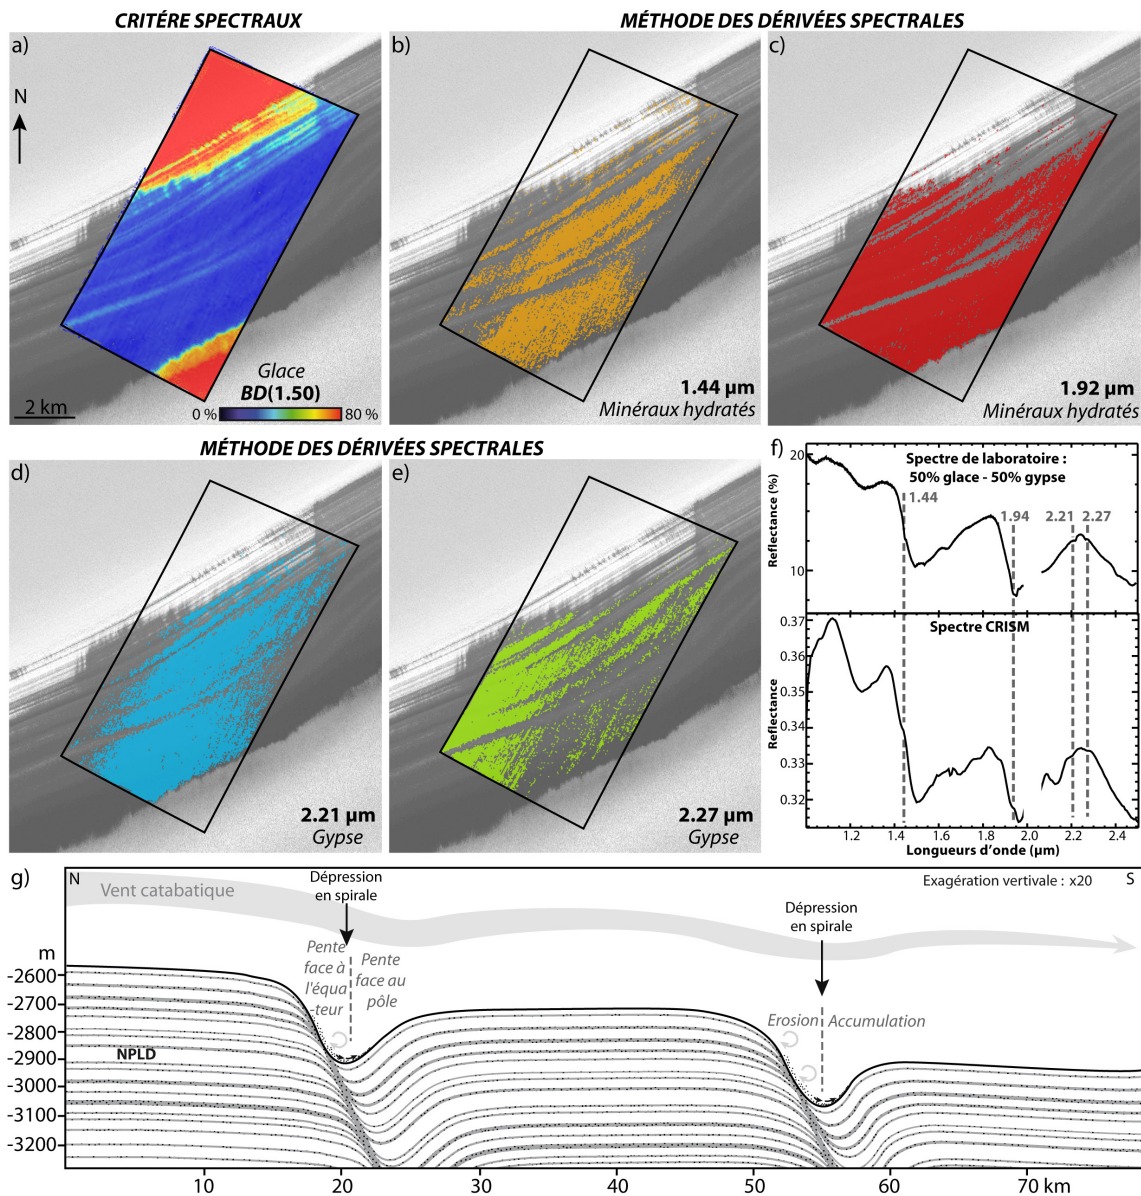 CRITÉRE SPECTRAUX
MÉTHODE DES DÉRIVÉES SPECTRALES
a)
N
Glace
BD(1.50)
0 %
80 %
2 km
b)
1.44 µm
Minéraux hydratés
c)
1.92 µm
Minéraux hydratés
MÉTHODE DES DÉRIVÉES SPECTRALES
d)
2.21 µm
Gypse
e)
2.27 µm
Gypse
f)
Spectre de laboratoire :
50% glace - 50% gypse
1.44
1.94
2.21
2.27
20
10
Reflectance (%)
Spectre CRISM
0.37
0.36
0.35
0.34
0.33
0.32
Reflectance
1.2 1.4 1.6 1.8 2.0 2.2 2.4
Longueurs d'onde (µm)
g)
N
S
Vent catabatique
Exagération vertivale : x20
Dépression
en spirale
Dépression
en spirale
Pente
face à
l'équa
-teur
Pente
face au
pôle
Erosion
Accumulation
m
-2600
-2700
-2800
-2900
-3000
-3100
-3200
NPLD
10 20 30 40 50 60 70 km